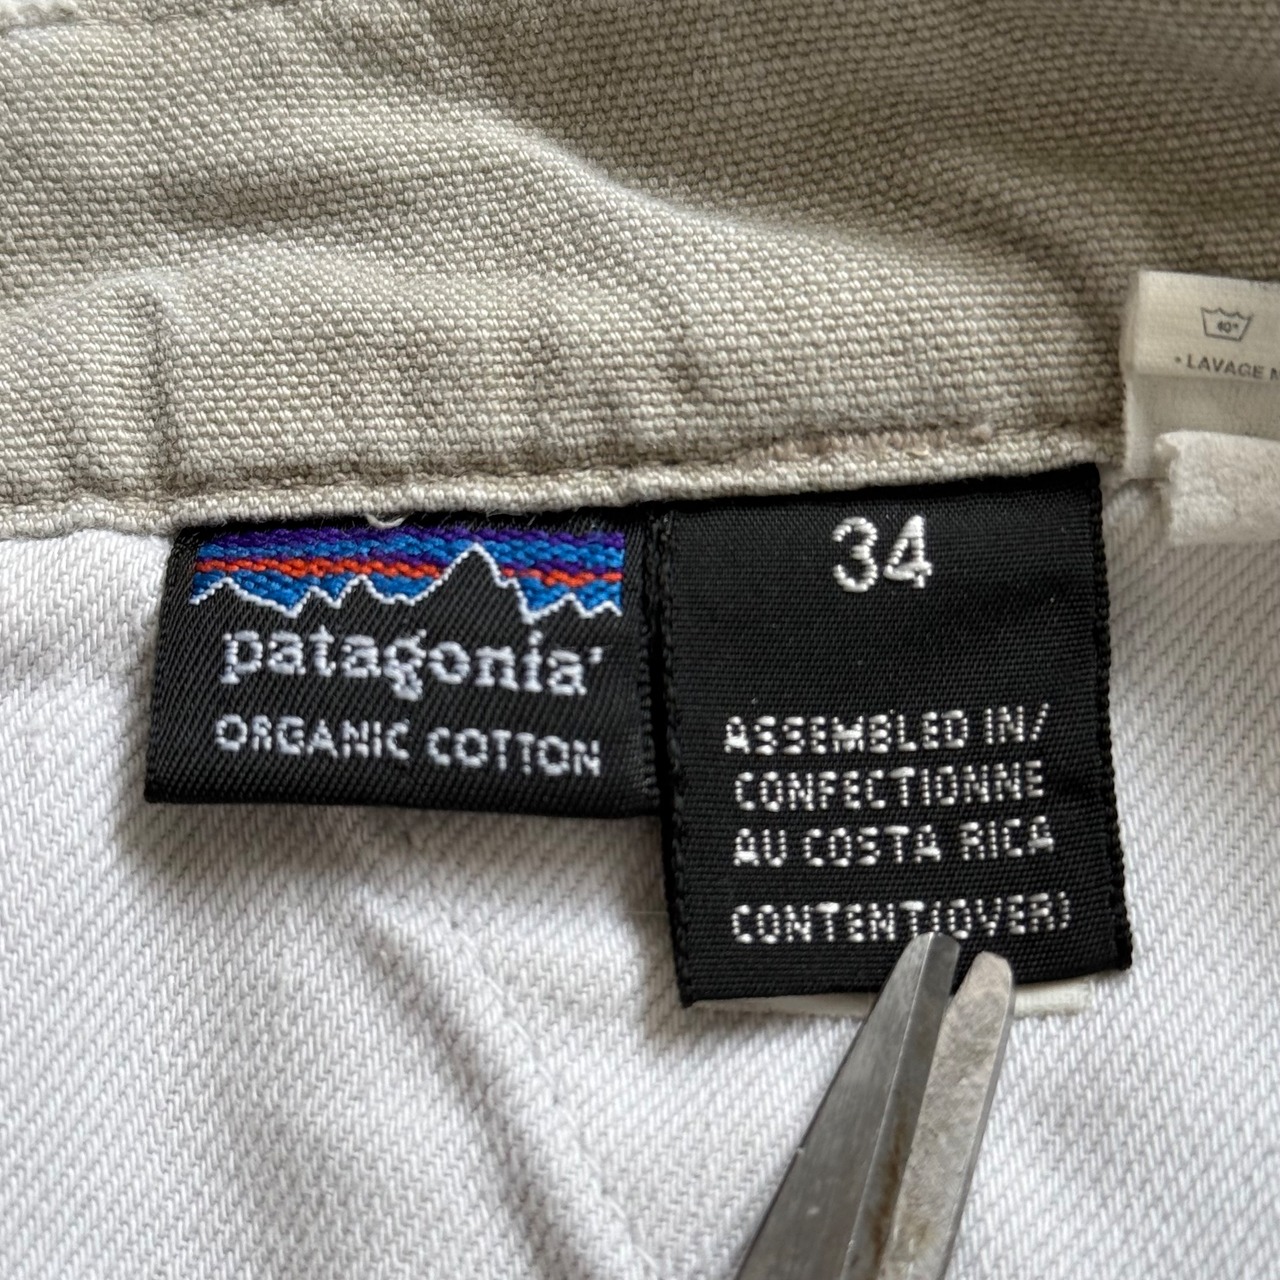 40°
• LAVAGE
34
patagonia®
ORGANIC COTTON
ASSEMBLED IN/
CONFECTIONNE
AU COSTA RICA
CONTENT(OVER)